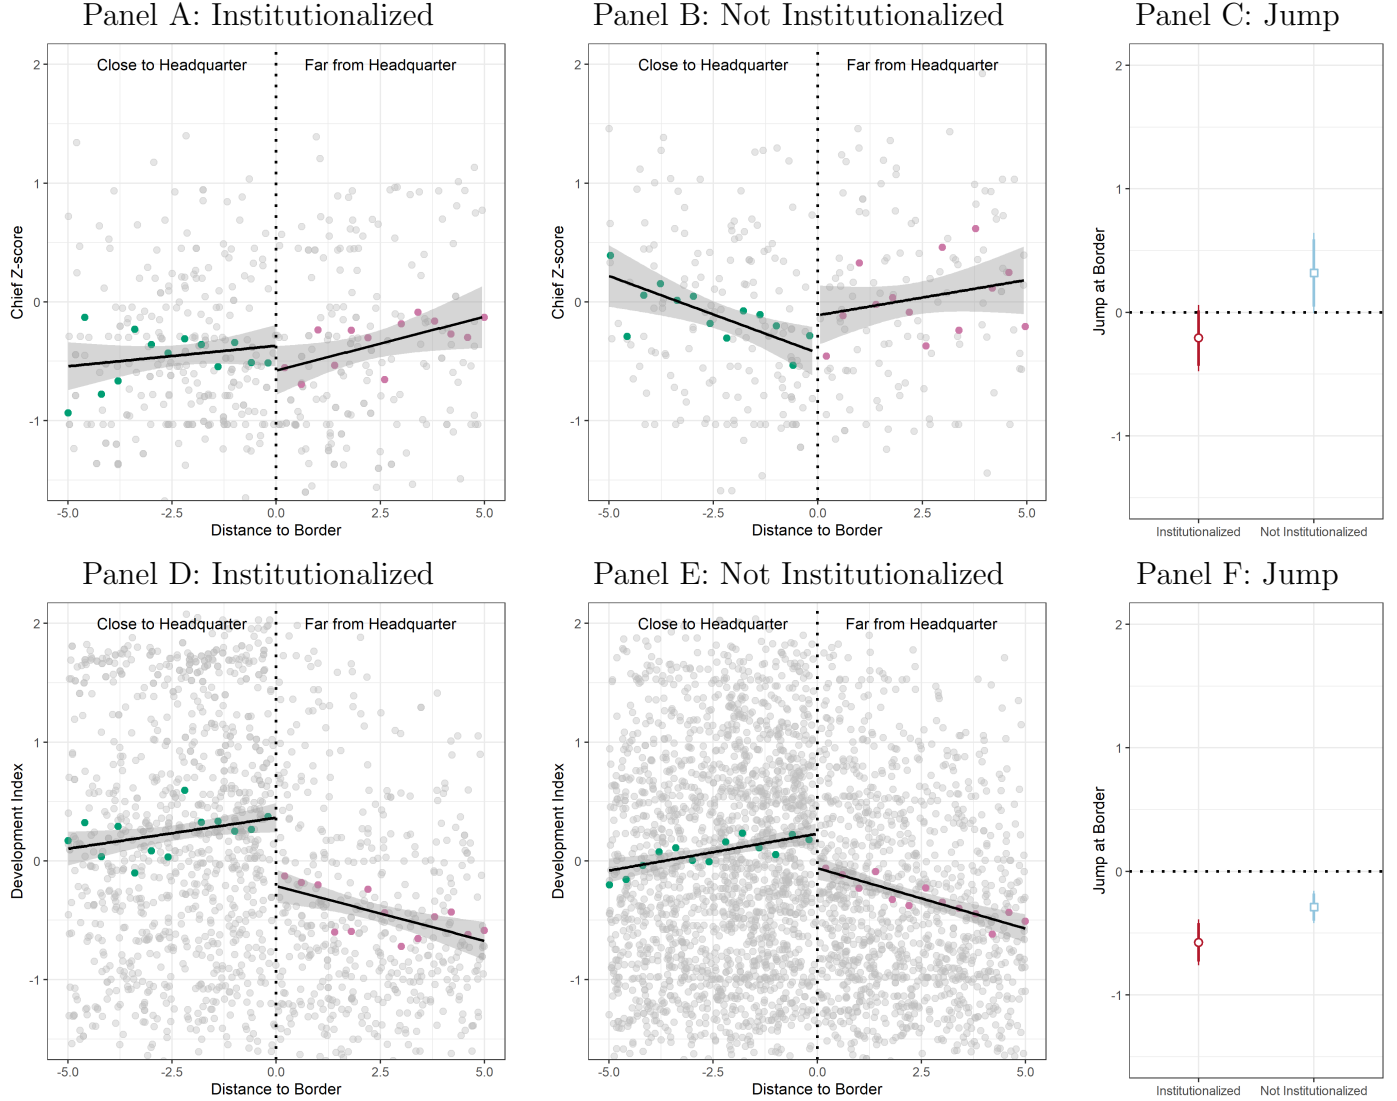 Panel A: Institutionalized
Panel B: Not Institutionalized
Panel C: Jump
Close to Headquarter
Far from Headquarter
2
1
0
-1
Chief Z-score
-5.0
-2.5
0.0
2.5
5.0
Distance to Border
Close to Headquarter
Far from Headquarter
2
1
0
-1
Chief Z-score
-5.0
-2.5
0.0
2.5
5.0
Distance to Border
2
1
0
-1
Jump at Border
Institutionalized
Not Institutionalized
Panel D: Institutionalized
Panel E: Not Institutionalized
Panel F: Jump
Close to Headquarter
Far from Headquarter
2
1
0
-1
Development Index
-5.0
-2.5
0.0
2.5
5.0
Distance to Border
Close to Headquarter
Far from Headquarter
2
1
0
-1
Development Index
-5.0
-2.5
0.0
2.5
5.0
Distance to Border
2
1
0
-1
Jump at Border
Institutionalized
Not Institutionalized